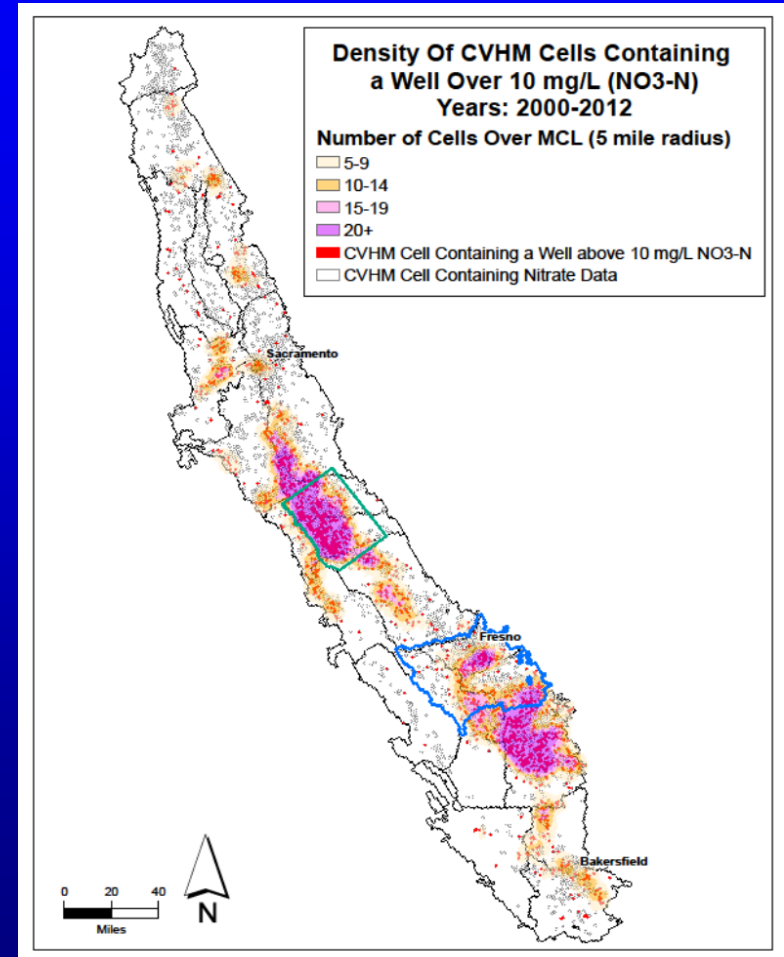 Density Of CVHM Cells Containing
a Well Over 10 mg/L (NO3-N)
Years: 2000-2012
Number of Cells Over MCL (5 mile radius)
5-9
10-14
15-19
20+
CVHM Cell Containing a Well above 10 mg/L NO3-N
CVHM Cell Containing Nitrate Data
Sacramento
Fresno
Bakersfield
0 20 40
Miles
N